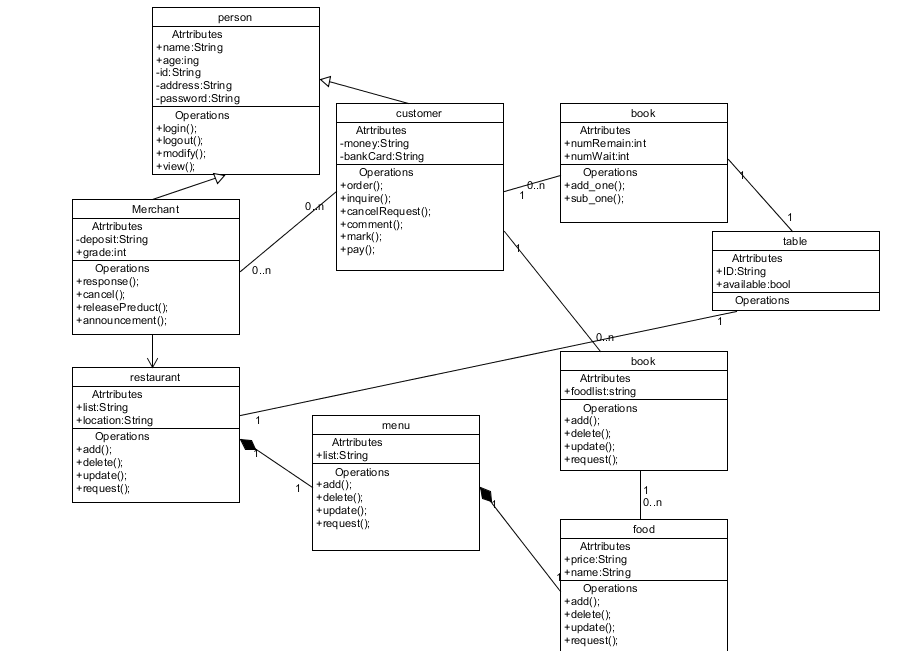 person
Atrtributes
+name:String
+age:ing
-id:String
-address:String
-password:String
Operations
+login();
+logout();
+modify();
+view();
customer
Atrtributes
-money:String
-bankCard:String
Operations
+order();
+inquire();
+cancelRequest();
+comment();
+mark();
+pay();
book
Atrtributes
+numRemain:int
+numWait:int
Operations
+add_one();
+sub_one();
0..n
1
1
1
0..n
0..n
1
0..n
Merchant
Atrtributes
-deposit:String
+grade:int
Operations
+response();
+cancel();
+releasePreduct();
+announcement();
table
Atrtributes
+ID:String
+available:bool
Operations
1
1
restaurant
Atrtributes
+list:String
+location:String
Operations
+add();
+delete();
+update();
+request();
1
1
menu
Atrtributes
+list:String
Operations
+add();
+delete();
+update();
+request();
1
1
book
Atrtributes
+foodlist:string
Operations
+add();
+delete();
+update();
+request();
1
0..n
food
Atrtributes
+price:String
+name:String
Operations
+add();
+delete();
+update();
+request();